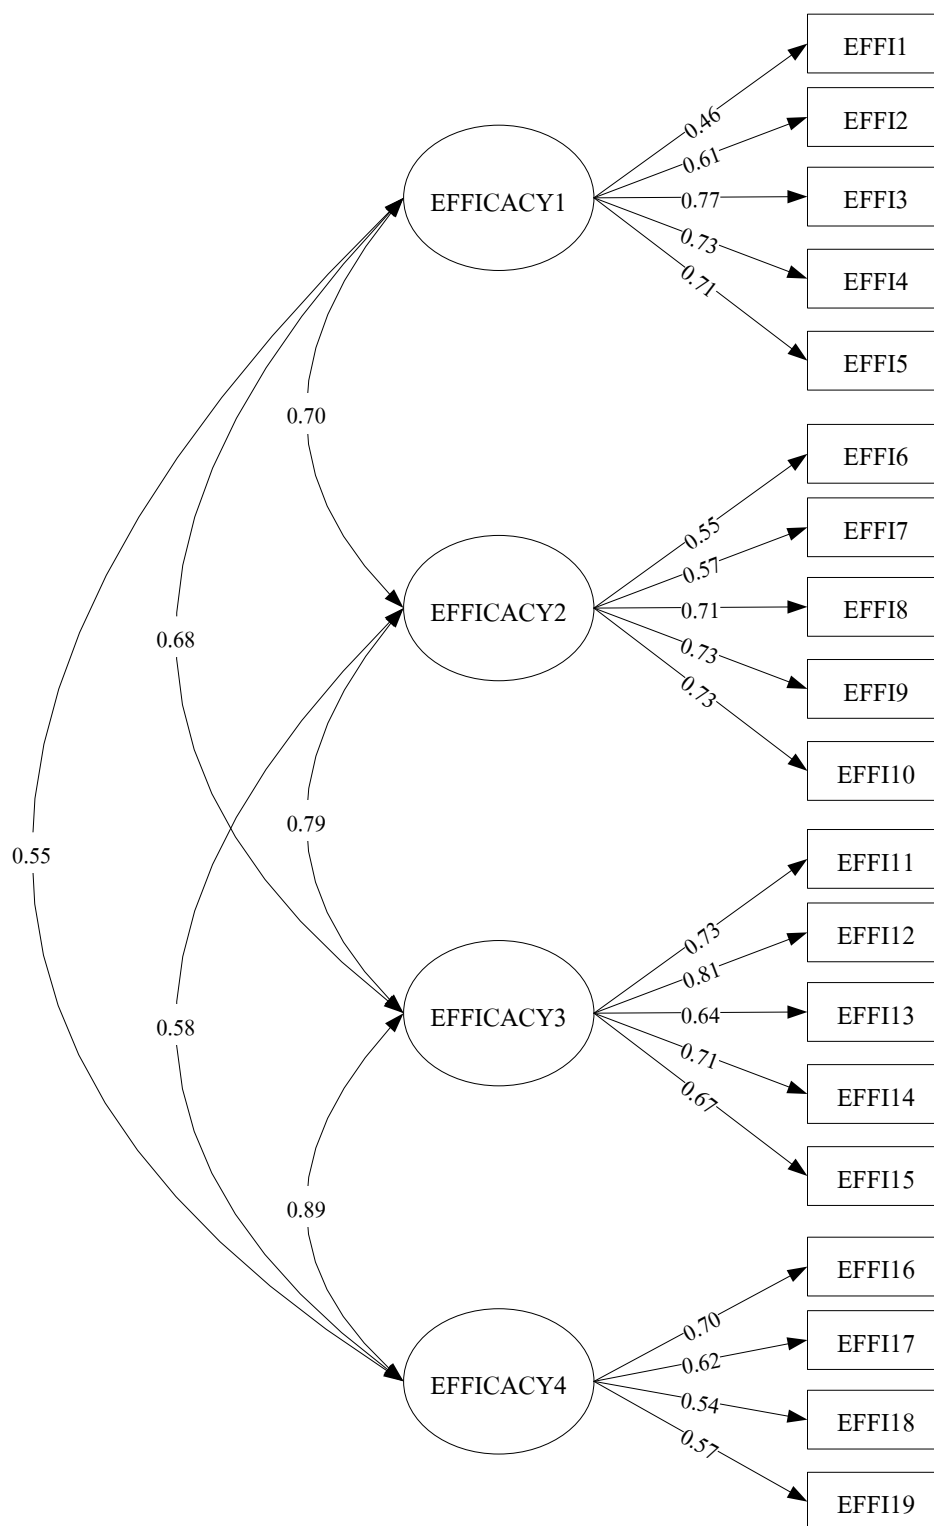 EFFI1
0.46
EFFI2
0.61
EFFICACY1
0.77
EFFI3
0.73
EFFI4
0.71
EFFI5
0.70
EFFI6
0.55
EFFI7
0.57
EFFICACY2
0.71
EFFI8
0.68
0.73
EFFI9
0.73
EFFI10
0.79
0.55
EFFI11
0.73
EFFI12
0.81
EFFICACY3
0.64
EFFI13
0.58
0.71
EFFI14
0.67
EFFI15
0.89
EFFI16
0.70
EFFI17
0.62
EFFICACY4
0.54
EFFI18
0.57
EFFI19